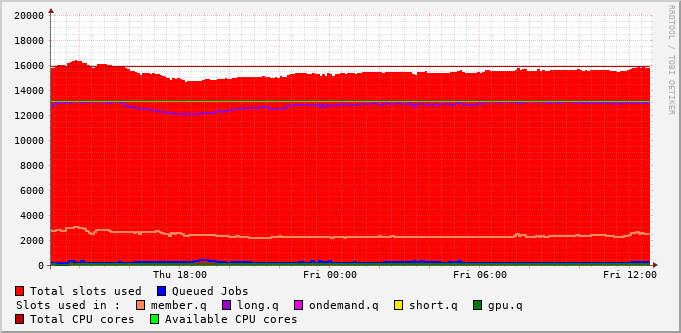 20000
18000
16000
14000
12000
10000
8000
6000
4000
2000
0
Thu 18:00 Fri 00:00 Fri 06:00 Fri 12:00
Total slots used Queued Jobs
Slots used in : member.q long.q ondemand.q short.q gpu.q
Total CPU cores Available CPU cores
RRDTOOL / TOBI OETIKER